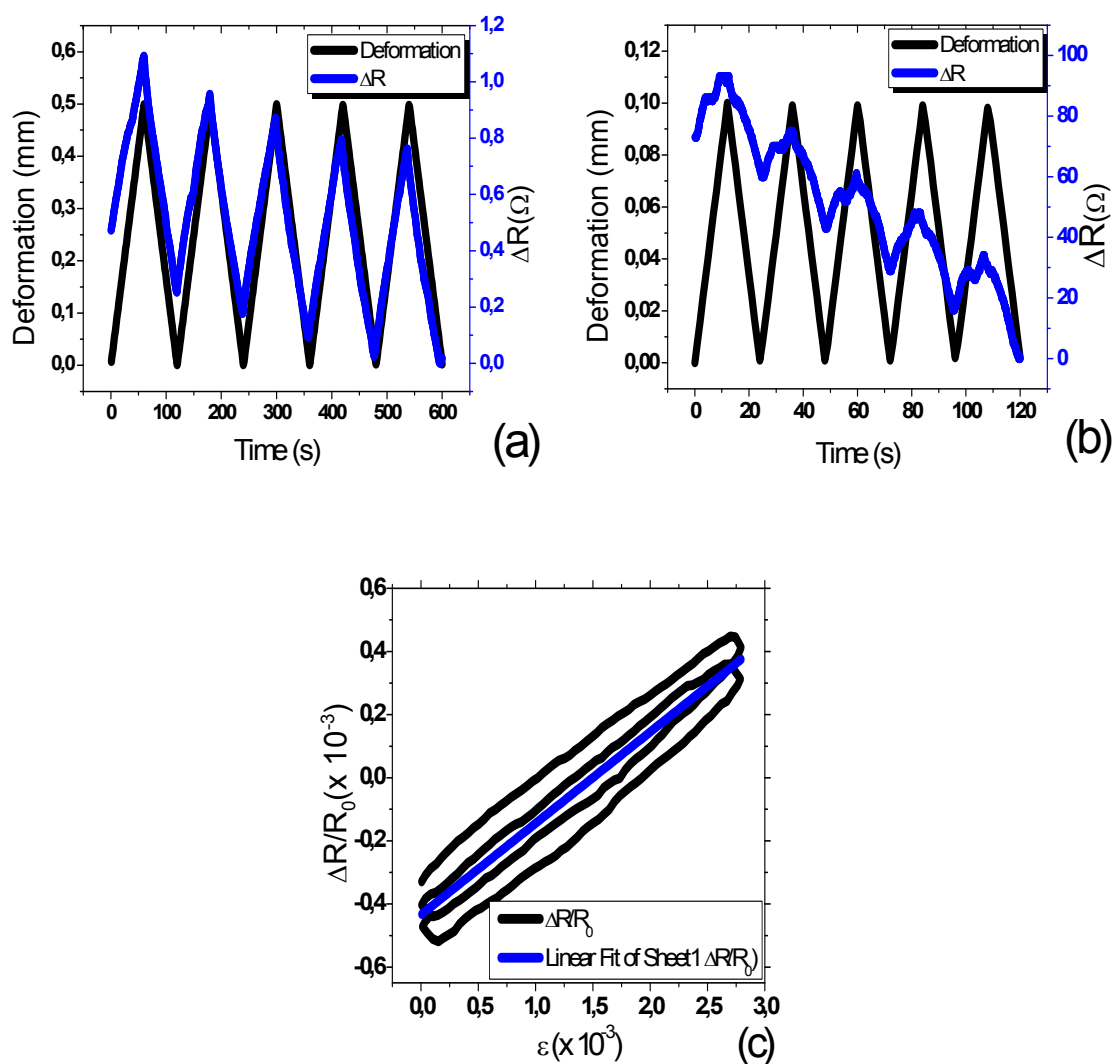 Deformation
ΔR
0,0
0,1
0,2
0,3
0,4
0,5
0,6
Deformation (mm)
0,0
0,2
0,4
0,6
0,8
1,0
1,2
ΔR(Ω)
0 100 200 300 400 500 600
Time (s)
(a)
Deformation
ΔR
0,00
0,02
0,04
0,06
0,08
0,10
0,12
Deformation (mm)
0
20
40
60
80
100
ΔR(Ω)
0 20 40 60 80 100 120
Time (s)
(b)
0,6
0,4
0,2
0,0
-0,2
-0,4
-0,6
ΔR/R0(x 10-3)
ΔR/R0
Linear Fit of Sheet1 ΔR/R0)
0,0 0,5 1,0 1,5 2,0 2,5 3,0
ε(x 10-3)
(c)